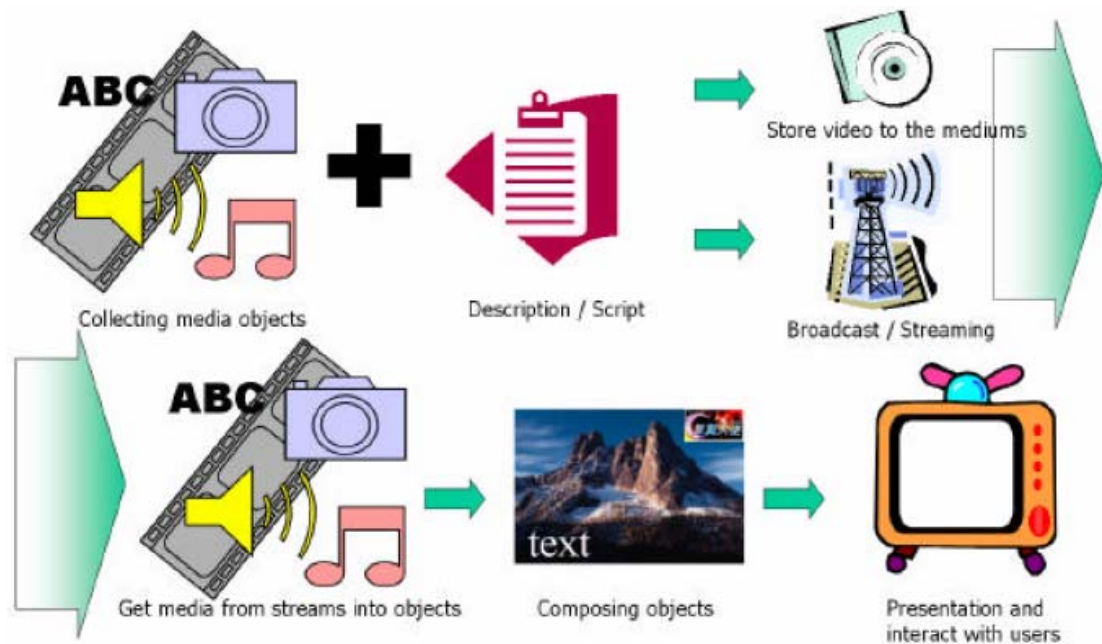 ABC
Store video to the mediums
Collecting media objects
Description / Script
Broadcast / Streaming
ABC
text
Get media from streams into objects
Composing objects
Presentation and
interact with users